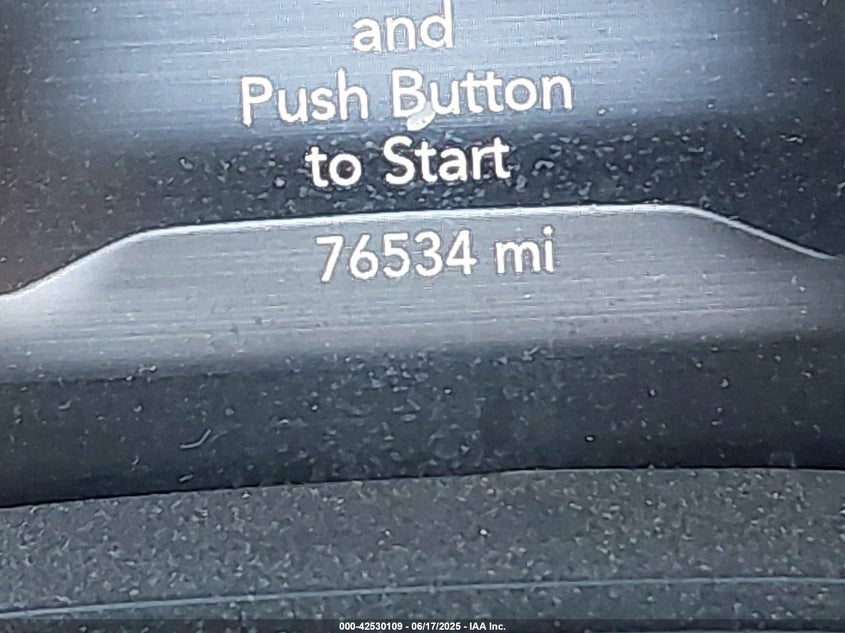 and
Push Button
to Start
76534 mi
000-42530109 - 06/17/2025 - IAA Inc.